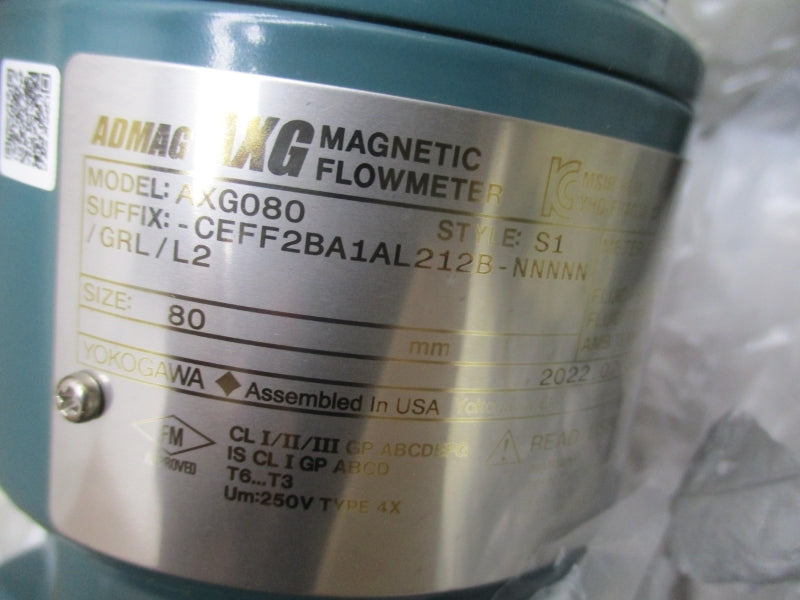 ADMAG AXG MAGNETIC
FLOWMETER
MODEL: AXG080
STYLE: S1
SUFFIX: -CEFF2BA1AL212B-NNNNN
/GRL/L2
SIZE: 80 mm
2022
YOKOGAWA ◆ Assembled In USA
FM
APPROVED
CL I/II/III GP ABCDEFG
IS CL I GP ABCD
T6...T3
Um:250V TYPE 4X
READ